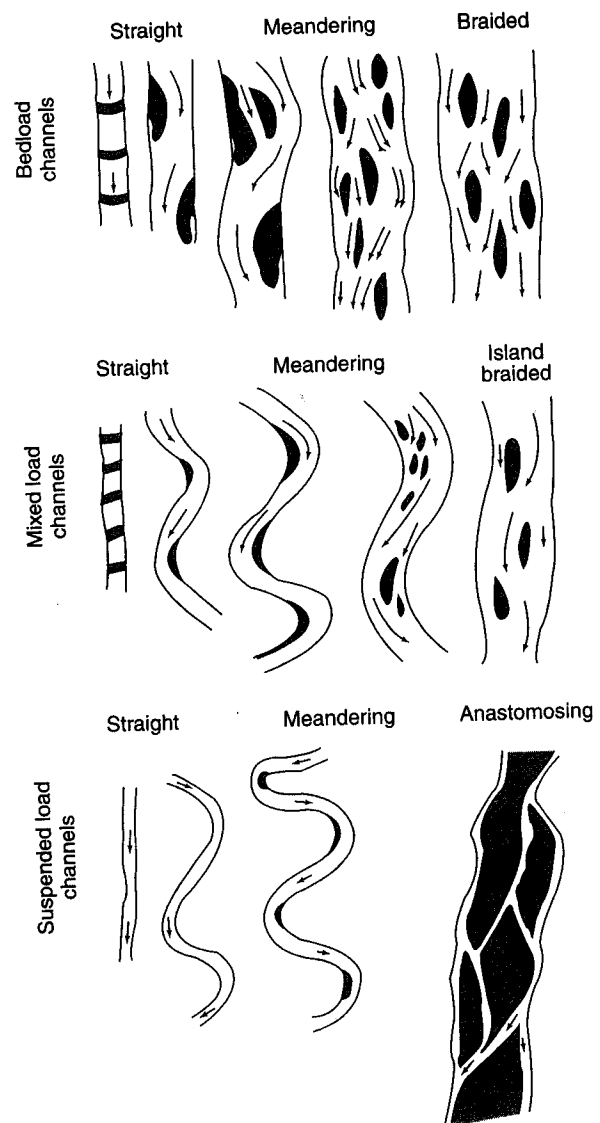 Straight
Meandering
Braided
Bedload
channels
Straight
Meandering
Island
braided
Mixed load
channels
Straight
Meandering
Anastomosing
Suspended load
channels